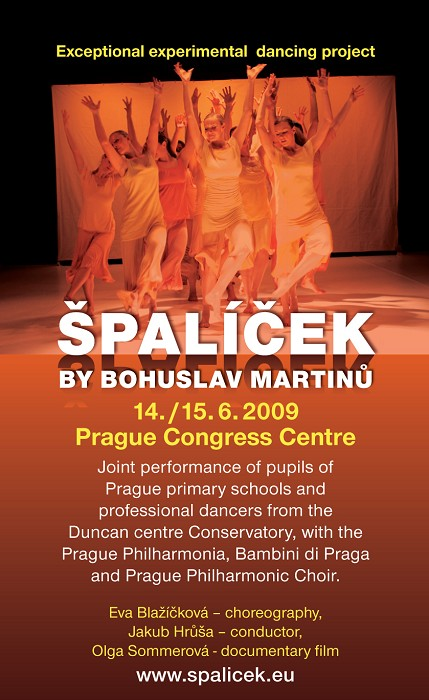 Exceptional experimental dancing project
ŠPALÍČEK
BY BOHUSLAV MARTINŮ
14./15. 6. 2009
Prague Congress Centre
Joint performance of pupils of
Prague primary schools and
professional dancers from the
Duncan centre Conservatory, with the
Prague Philharmonia, Bambini di Praga
and Prague Philharmonic Choir.
Eva Blažíčková – choreography,
Jakub Hrůša – conductor,
Olga Sommerová - documentary film
www.spalicek.eu